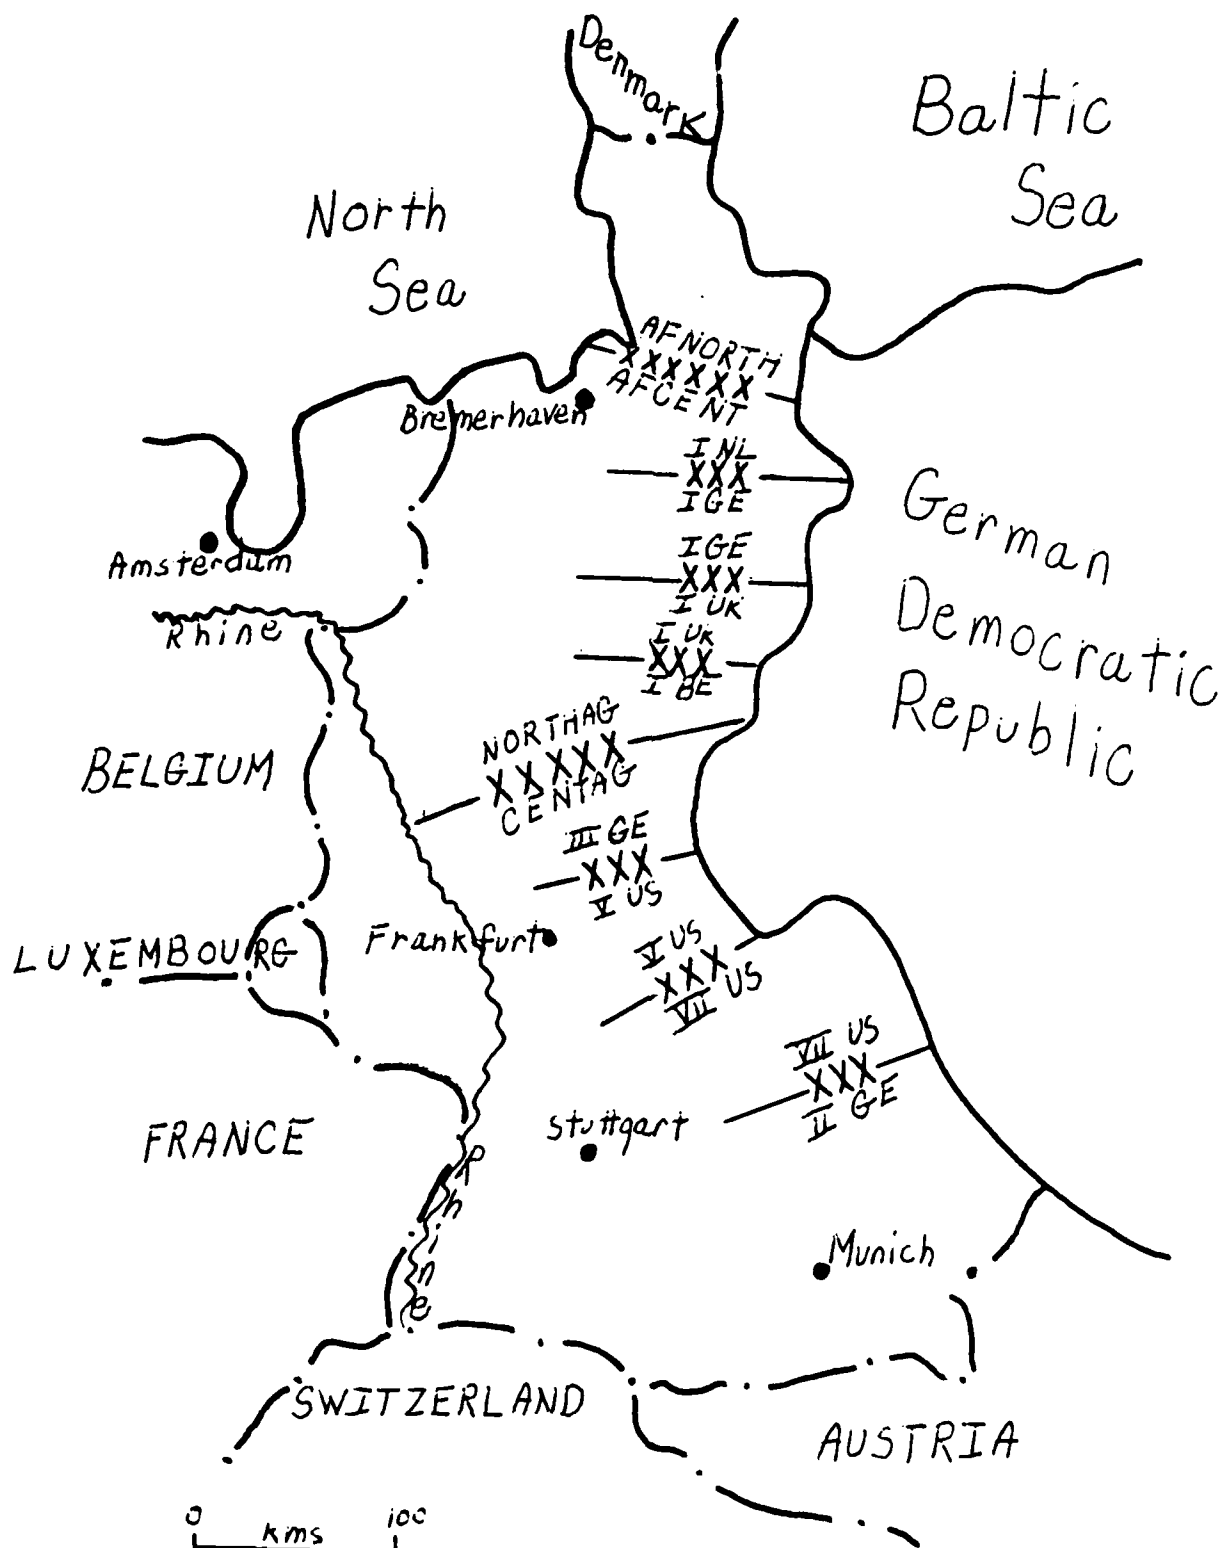 Denmark
Baltic
Sea
North
Sea
AFNORTH
XXXXXX
AFCENT
Bremerhaven
I NL
XXX
I GE
German
Democratic
Republic
I GE
XXX
I UK
Amsterdam
Rhine
I UK
XXX
I BE
NORTHAG
XXXXX
CENTAG
BELGIUM
III GE
XXX
V US
Frankfurt
LUXEMBOURG
V US
XXX
VII US
VII US
XXX
II GE
FRANCE
Stuttgart
Rhine
Munich
SWITZERLAND
AUSTRIA
0 100
kms